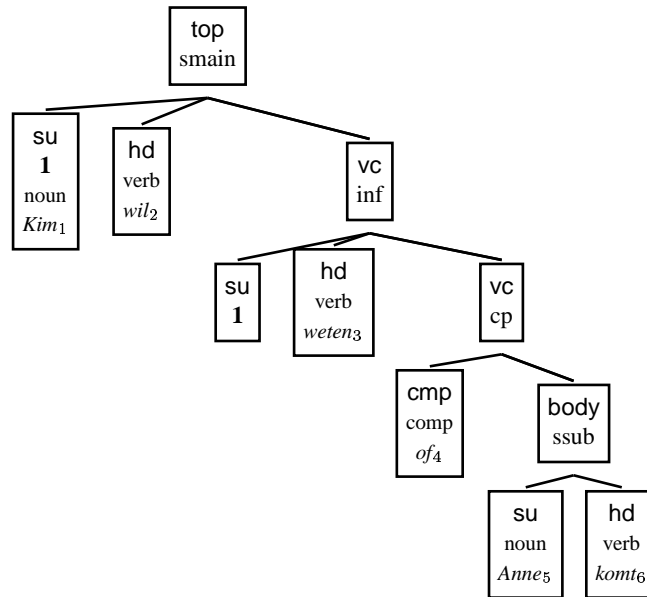 top
smain
su
1
noun
Kim₁
hd
verb
wil₂
vc
inf
su
1
hd
verb
weten₃
vc
cp
cmp
comp
of₄
body
ssub
su
noun
Anne₅
hd
verb
komt₆